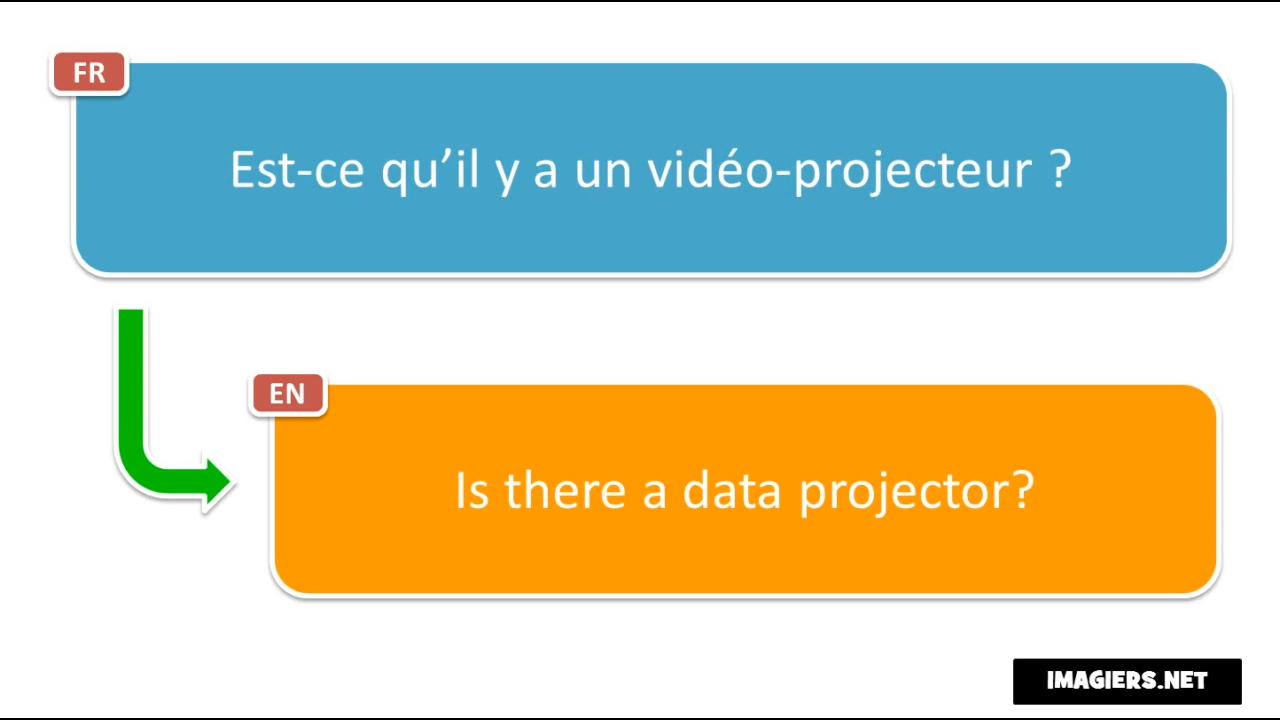 FR
Est-ce qu’il y a un vidéo-projecteur ?
EN
Is there a data projector?
IMAGIERS.NET